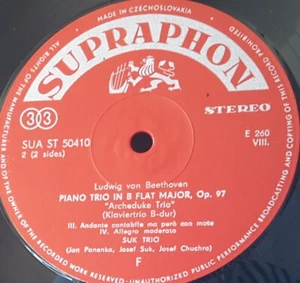 MADE IN CZECHOSLOVAKIA
ALL RIGHTS OF THE MANUFACTURER AND OF THE OWNER OF THE RECORDED WORK RESERVED-UNAUTHORIZED PUBLIC PERFORMANCE BROADCASTING AND COPYING OF THIS RECORD PROHIBITED
SUPRAPHON
33
STEREO
SUA ST 50410
2 (2 sides)
E 260
VIII.
Ludwig van Beethoven
PIANO TRIO IN B FLAT MAJOR, Op. 97
"Archeduke Trio"
(Klaviertrio B-dur)
III. Andante cantabile ma però con moto
IV. Allegro moderato
SUK TRIO
(Jan Panenka, Josef Suk, Josef Chuchro)
F